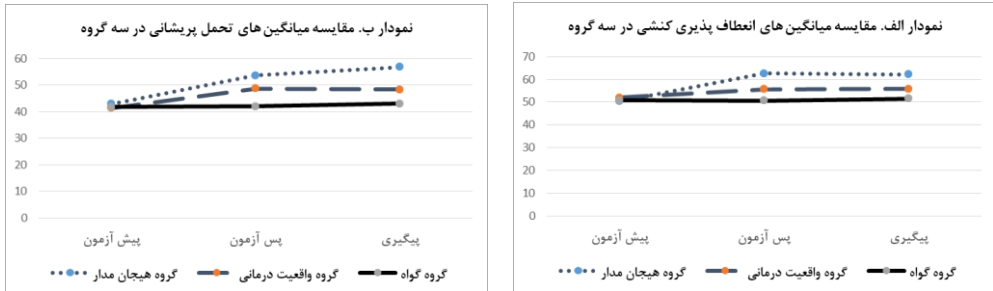 نمودار الف. مقایسه میانگین های انعطاف پذیری کنشی در سه گروه
70
60
50
40
30
20
10
0
پیش آزمون
پس آزمون
پیگیری
گروه هیجان مدار
گروه واقعیت درمانی
گروه گواه
نمودار ب. مقایسه میانگین های تحمل پریشانی در سه گروه
60
50
40
30
20
10
0
پیش آزمون
پس آزمون
پیگیری
گروه هیجان مدار
گروه واقعیت درمانی
گروه گواه